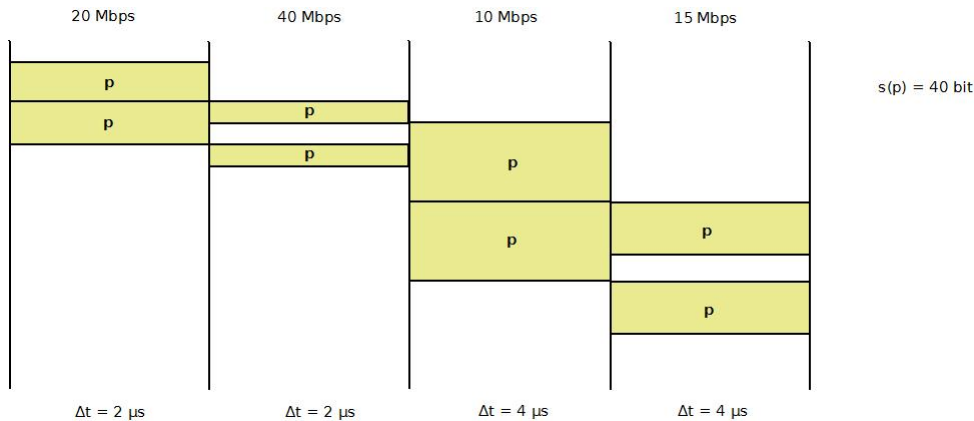 20 Mbps 40 Mbps 10 Mbps 15 Mbps
s(p) = 40 bit
p
p
p
p
p
p
p
p
Δt = 2 µs Δt = 2 µs Δt = 4 µs Δt = 4 µs